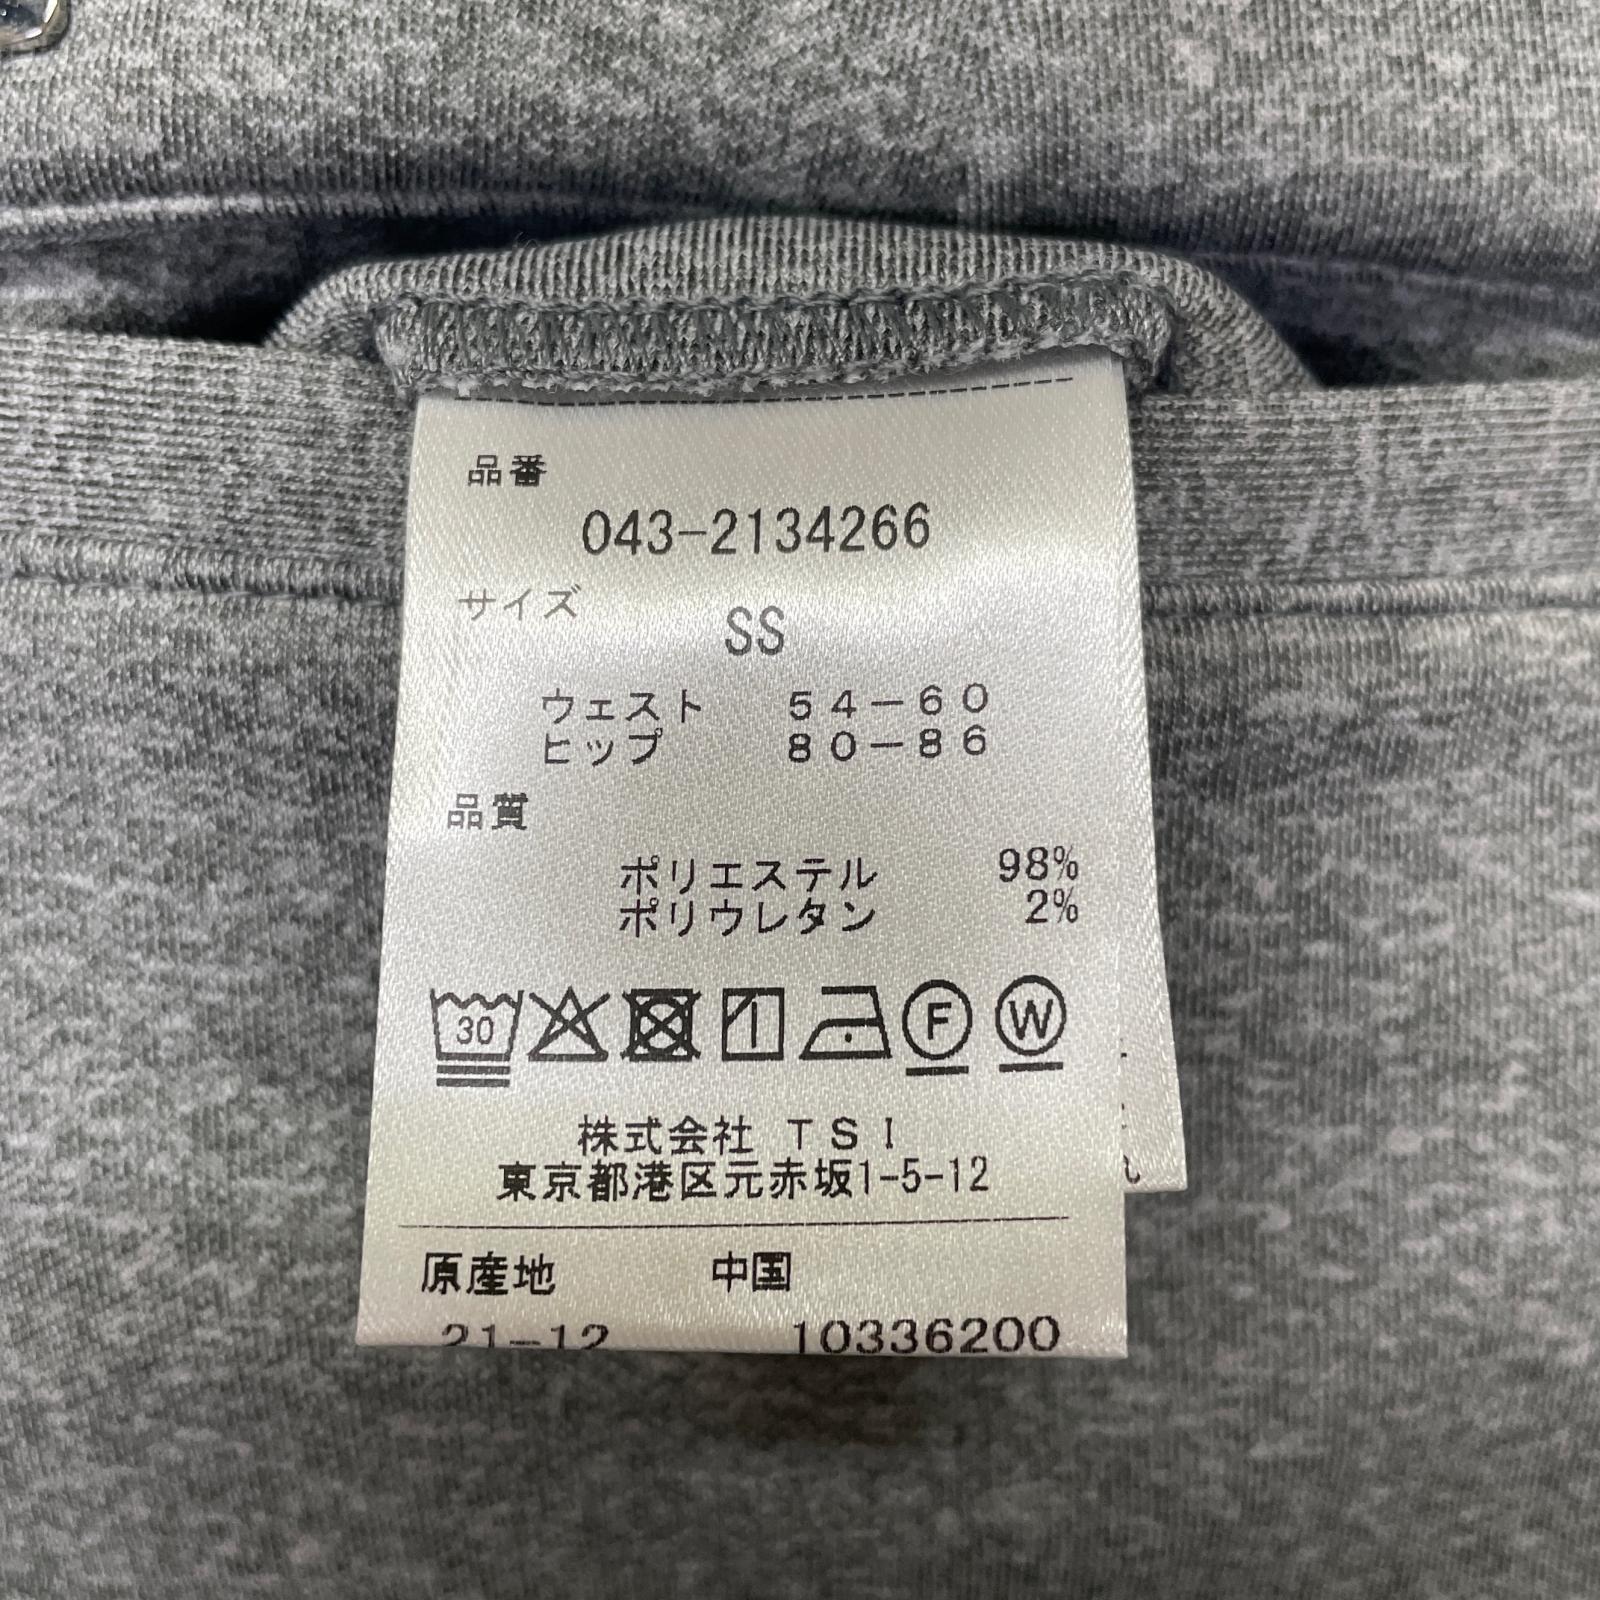 品番
043-2134266
サイズ
SS
ウェスト 54-60
ヒップ 80-86
品質
ポリエステル 98%
ポリウレタン 2%
30
F W
株式会社 TSI
東京都港区元赤坂1-5-12
原産地 中国
21-12 10336200